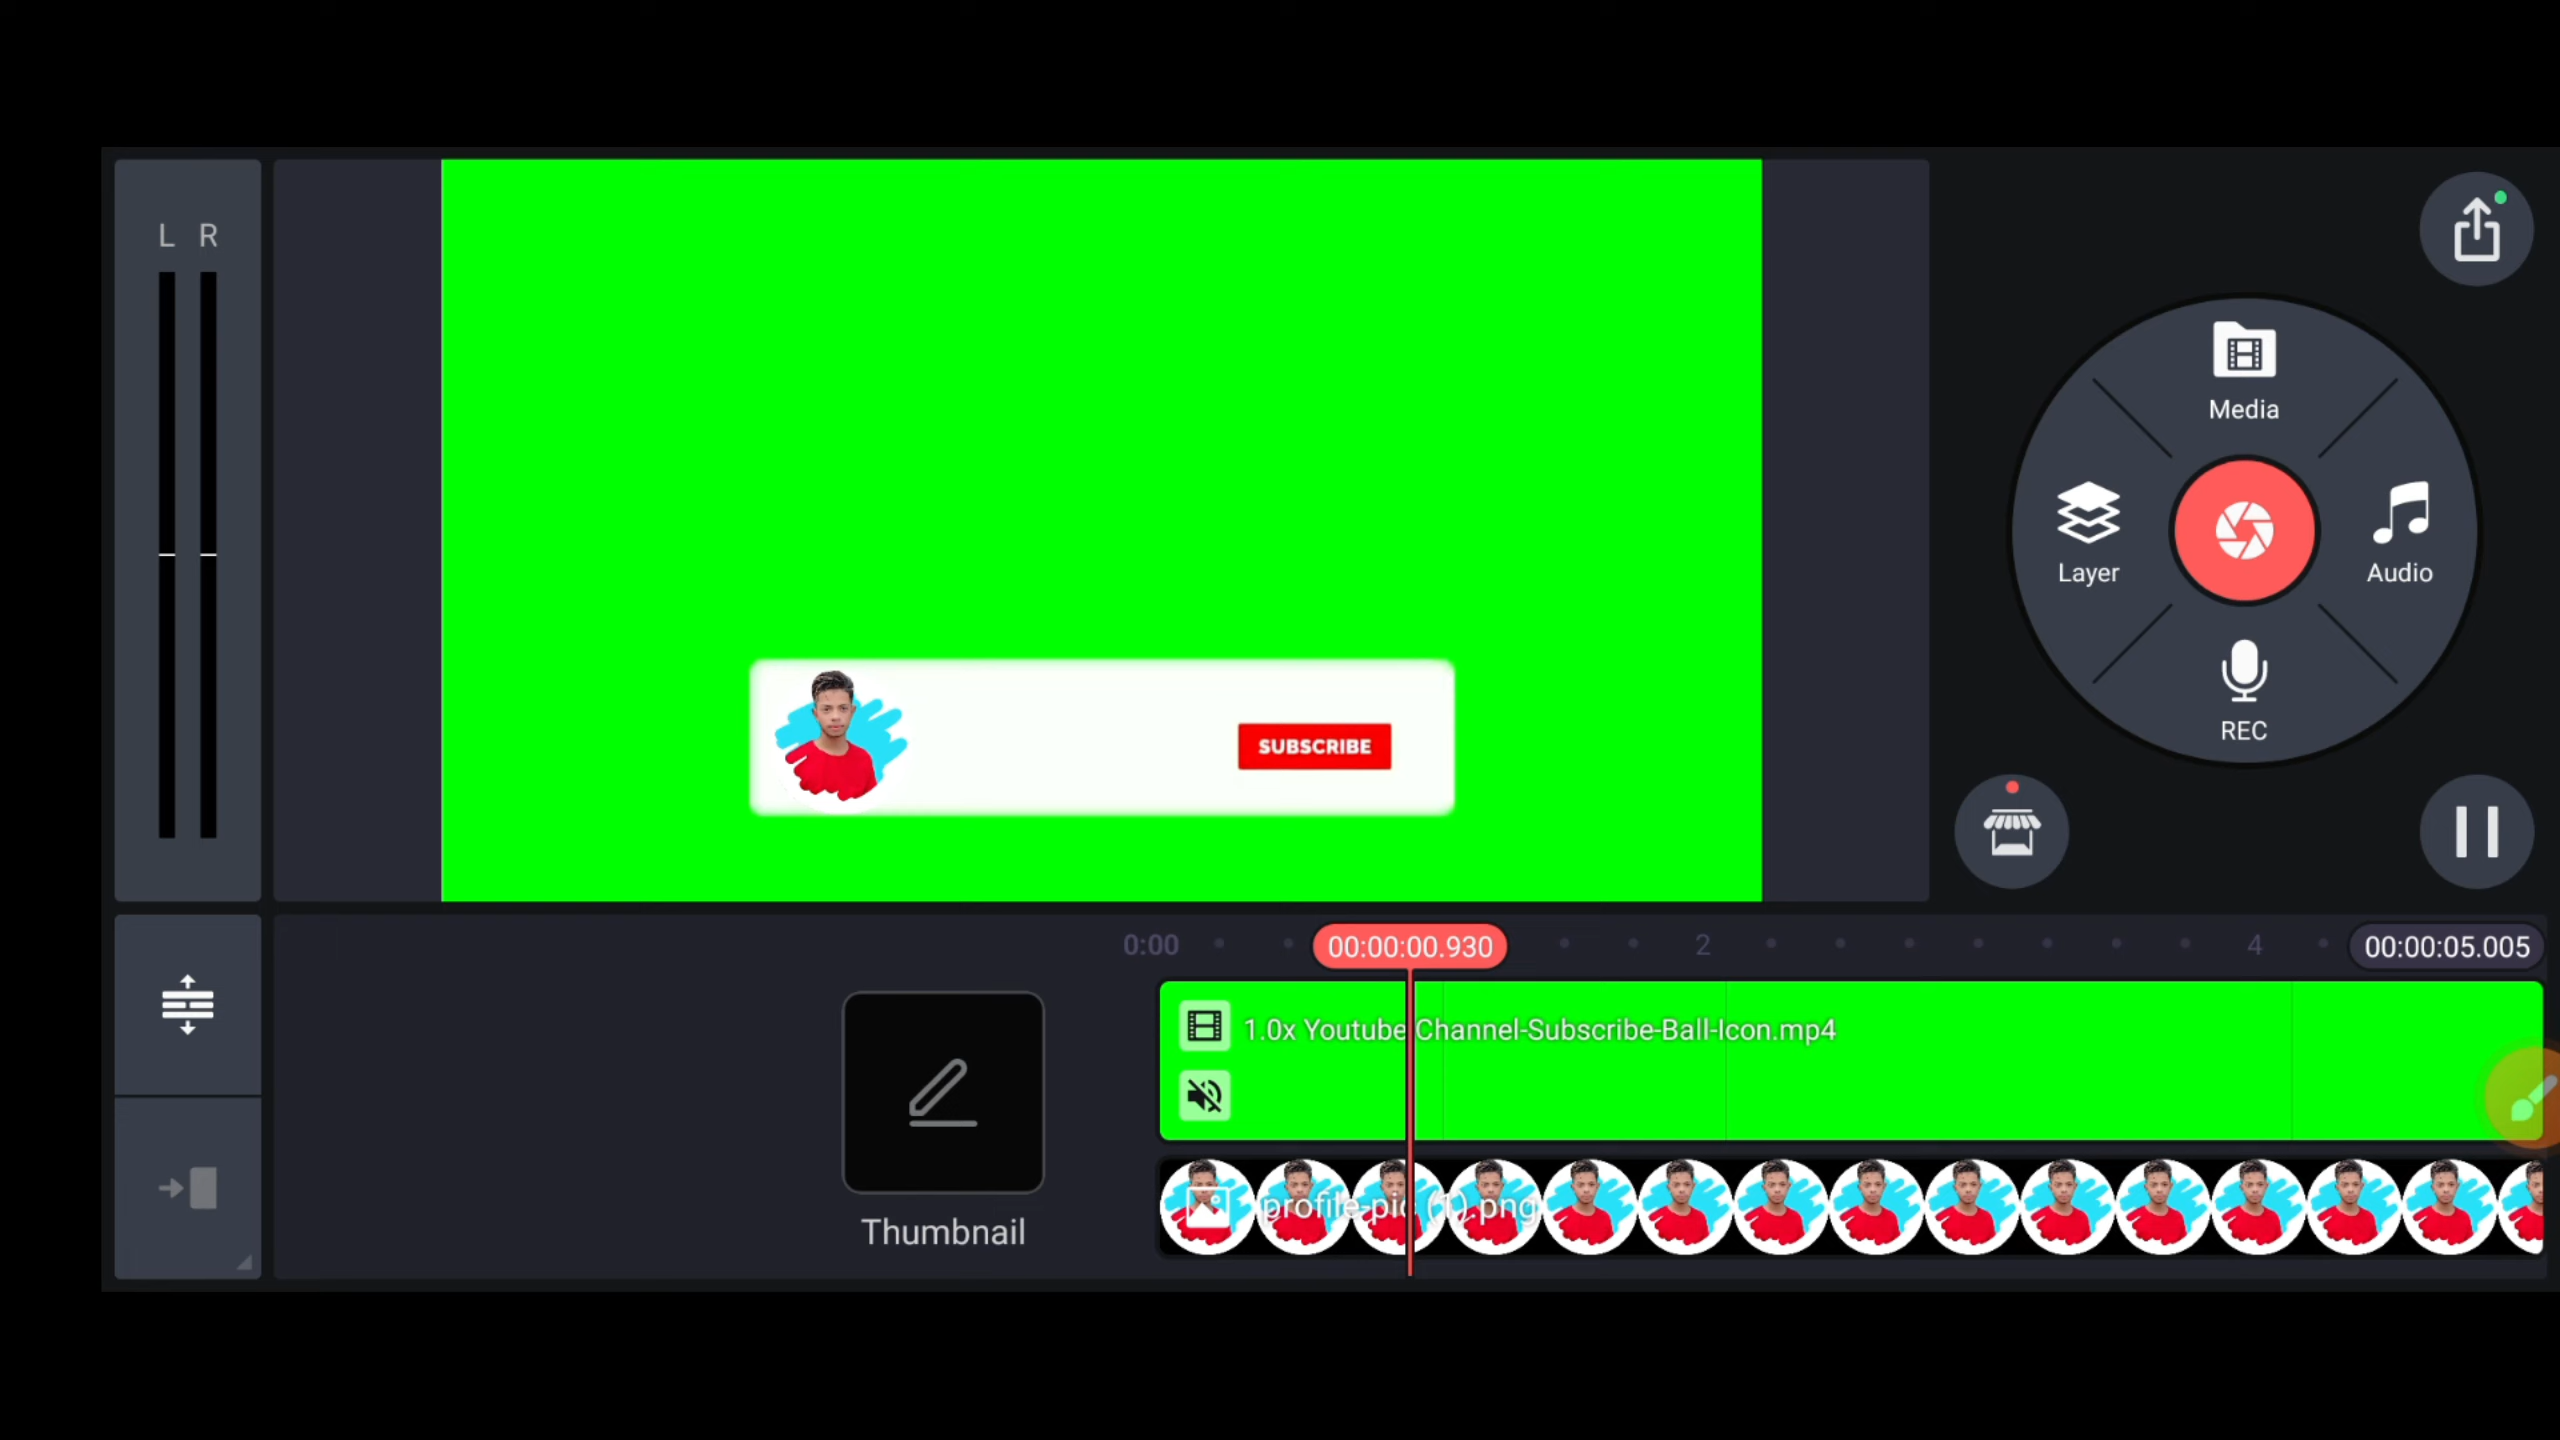 L R
Media
Layer
Audio
REC
SUBSCRIBE
0:00
00:00:00.930
2
4
00:00:05.005
1.0x Youtube Channel-Subscribe-Ball-Icon.mp4
profile-pic (1).png
Thumbnail